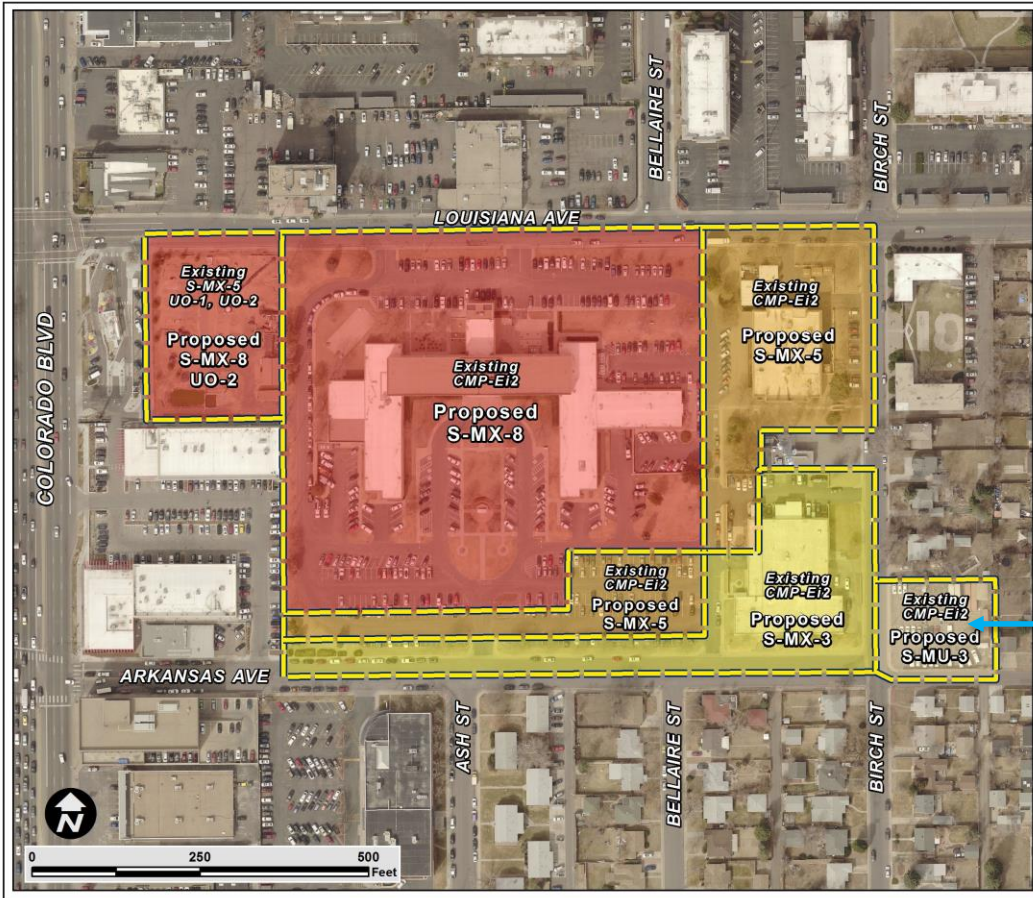 BELLAIRE ST
BIRCH ST
LOUISIANA AVE
COLORADO BLVD
Existing
S-MX-5
UO-1, UO-2
Proposed
S-MX-8
UO-2
Existing
CMP-Ei2
Proposed
S-MX-8
Existing
CMP-Ei2
Proposed
S-MX-5
Existing
CMP-Ei2
Proposed
S-MX-5
Existing
CMP-Ei2
Proposed
S-MX-3
Existing
CMP-Ei2
Proposed
S-MU-3
ARKANSAS AVE
ASH ST
BELLAIRE ST
BIRCH ST
N
0 250 500
Feet